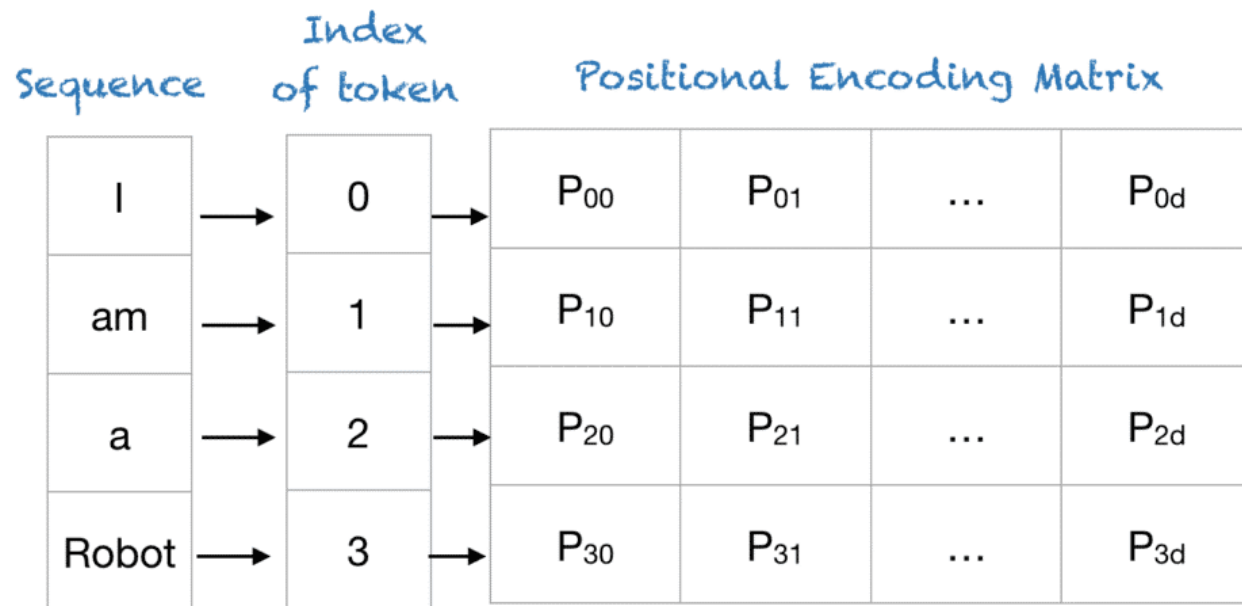 Sequence Index of token Positional Encoding Matrix
I 0 P₀₀ P₀₁ ... P₀d
am 1 P₁₀ P₁₁ ... P₁d
a 2 P₂₀ P₂₁ ... P₂d
Robot 3 P₃₀ P₃₁ ... P₃d